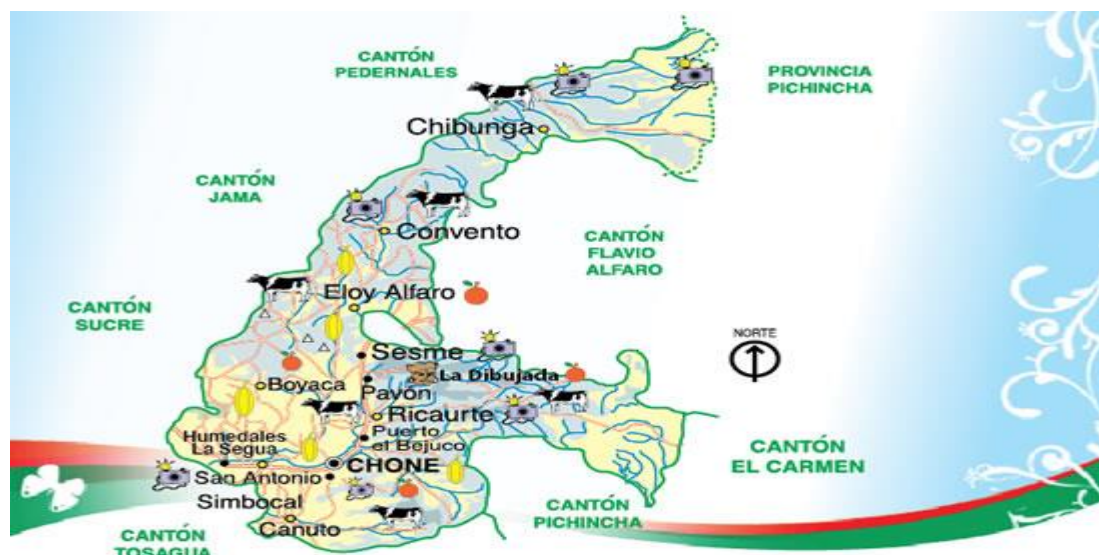 CANTÓN
PEDERNALES
PROVINCIA
PICHINCHA
Chibunga
CANTÓN
JAMA
Convento
CANTÓN
FLAVIO
ALFARO
Eloy Alfaro
CANTÓN
SUCRE
NORTE
Sesme
La Dibujada
Boyaca
Pavón
Ricaurte
Puerto
el Bejuco
Humedales
La Segua
CHONE
CANTÓN
EL CARMEN
San Antonio
Simbocal
CANTÓN
PICHINCHA
Canuto
CANTÓN
TOSAGUA